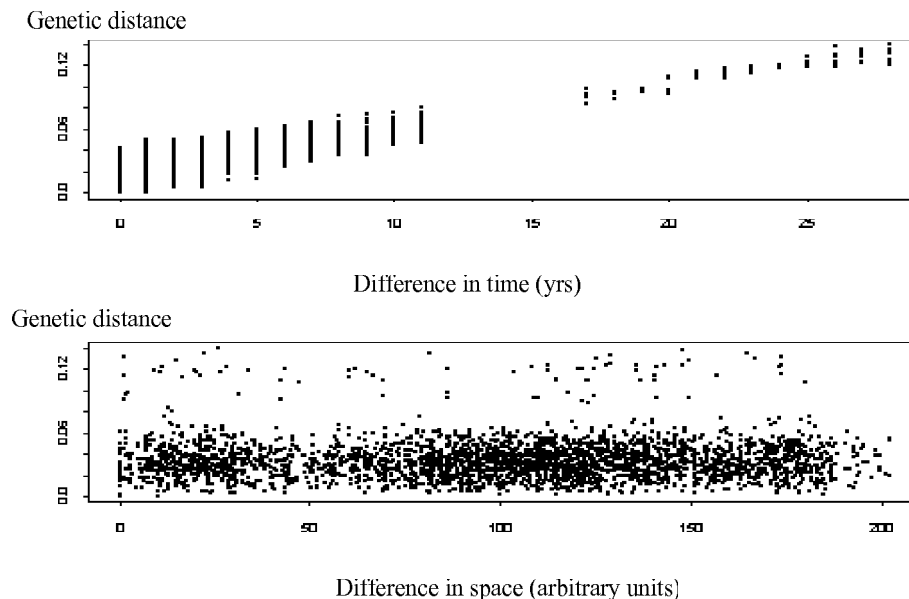 Genetic distance
0.12
0.06
0.0
0 5 10 15 20 25
Difference in time (yrs)
Genetic distance
0.12
0.06
0.0
0 50 100 150 200
Difference in space (arbitrary units)